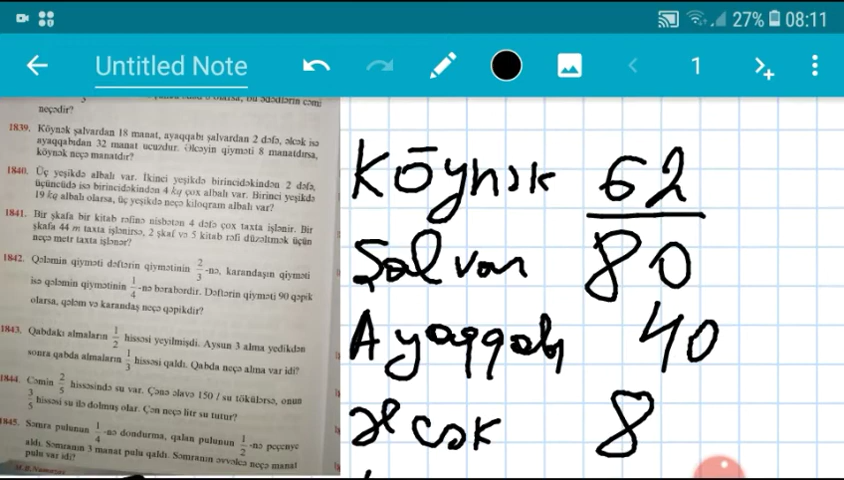 27% 08:11
Untitled Note
1
neçədir?
1839. Köynək şalvardan 18 manat, ayaqqabı şalvardan 2 dəfə, əlcək isə
ayaqqabıdan 32 manat ucuzdur. Əlcəyin qiyməti 8 manatdırsa,
köynək neçə manatdır?
1840. Üç yeşikdə albalı var. İkinci yeşikdə birincidəkindən 2 dəfə,
üçüncüdə isə birincidəkindən 4 kq çox albalı var. Birinci yeşikdə
19 kq albalı olarsa, üç yeşikdə neçə kiloqram albalı var?
1841. Bir şkafa bir kitab rəfinə nisbətən 4 dəfə çox taxta işlənir. Bir
şkafa 44 m taxta işlənirsə, 2 şkaf və 5 kitab rəfi düzəltmək üçün
neçə metr taxta işlənər?
1842. Qələmin qiyməti dəftərin qiymətinin 2/3 -nə, karandaşın qiyməti
isə qələmin qiymətinin 1/4 -nə bərabərdir. Dəftərin qiyməti 90 qəpik
olarsa, qələm və karandaş neçə qəpikdir?
1843. Qabdakı almaların 1/2 hissəsi yeyilmişdi. Aysun 3 alma yedikdən
sonra qabda almaların 1/3 hissəsi qaldı. Qabda neçə alma var idi?
1844. Çənin 2/5 hissəsində su var. Çənə əlavə 150 l su tökülərsə, onun
3/5 hissəsi su ilə dolmuş olar. Çən neçə litr su tutur?
1845. Səmra pulunun 1/4 -nə dondurma, qalan pulunun 1/2 -nə peçenye
aldı. Səmranın 3 manat pulu qaldı. Səmranın əvvəlcə neçə manat
pulu var idi?
Köynək 62
Şalvar 80
Ayaqqabı 40
Əlcək 8